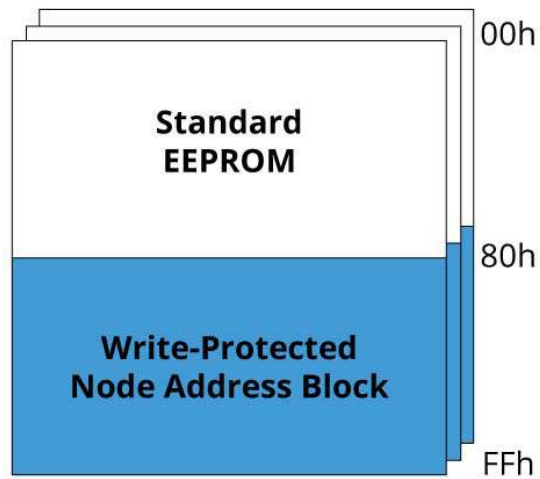 00h
Standard
EEPROM
80h
Write-Protected
Node Address Block
FFh